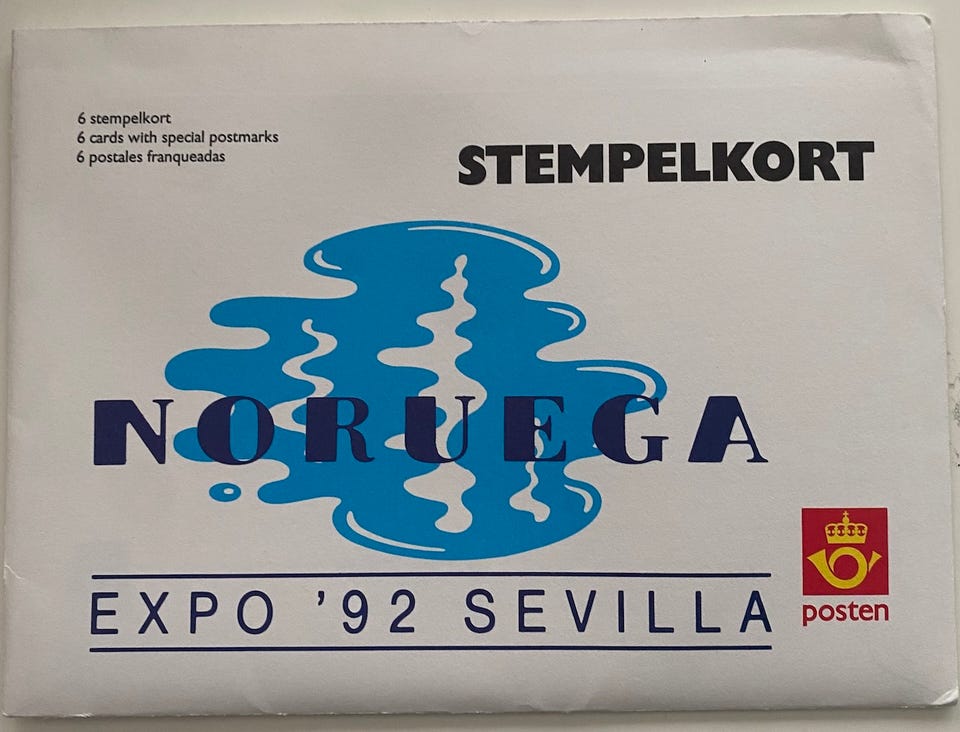 6 stempelkort
6 cards with special postmarks
6 postales franqueadas
STEMPELKORT
NORUEGA
EXPO '92 SEVILLA
posten